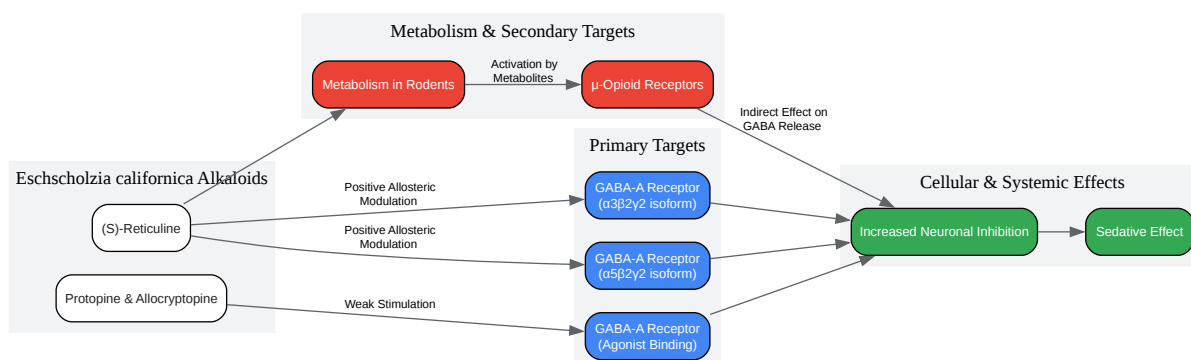 Metabolism & Secondary Targets
Metabolism in Rodents
Activation by
Metabolites
μ-Opioid Receptors
Indirect Effect on
GABA Release
Eschscholzia californica Alkaloids
(S)-Reticuline
Protopine & Allocryptopine
Positive Allosteric
Modulation
Positive Allosteric
Modulation
Weak Stimulation
Primary Targets
GABA-A Receptor
(α3β2γ2 isoform)
GABA-A Receptor
(α5β2γ2 isoform)
GABA-A Receptor
(Agonist Binding)
Cellular & Systemic Effects
Increased Neuronal Inhibition
Sedative Effect